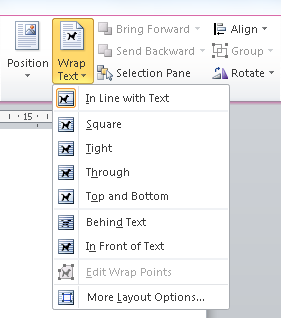 Position
Wrap
Text
Bring Forward
Send Backward
Selection Pane
Align
Group
Rotate
15
In Line with Text
Square
Tight
Through
Top and Bottom
Behind Text
In Front of Text
Edit Wrap Points
More Layout Options...